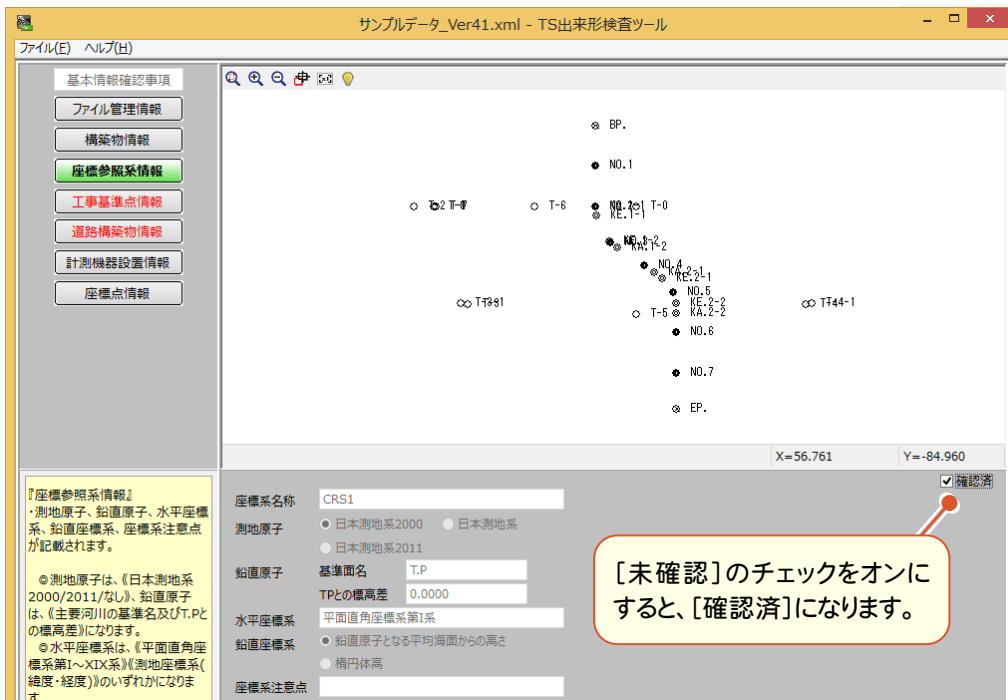 サンプルデータ_Ver41.xml - TS出来形検査ツール
ファイル(F) ヘルプ(H)
基本情報確認事項
ファイル管理情報
構築物情報
座標参照系情報
工事基準点情報
道路構築物情報
計測機器設置情報
座標点情報
BP.
NO.1
T-6
T-0
KE.1-1
KA.1-2
NO.4
KA.2-1
KE.2-1
NO.5
KE.2-2
T-5
KA.2-2
NO.6
NO.7
EP.
X=56.761 Y=-84.960
確認済
『座標参照系情報』
・測地原子、鉛直原子、水平座標
系、鉛直座標系、座標系注意点
が記載されます。
◎測地原子は、《日本測地系
2000/2011/なし》、鉛直原子
は、《主要河川の基準名及びT.Pと
の標高差》になります。
◎水平座標系は、《平面直角座
標系第I~XIX系》《測地座標系(
緯度・経度)》のいずれかになりま
す
座標系名称 CRS1
測地原子 日本測地系2000 日本測地系
日本測地系2011
鉛直原子 基準面名 T.P
TPとの標高差 0.0000
水平座標系 平面直角座標系第I系
鉛直座標系 鉛直原子となる平均海面からの高さ
楕円体高
座標系注意点
[未確認]のチェックをオンに
すると、[確認済]になります。